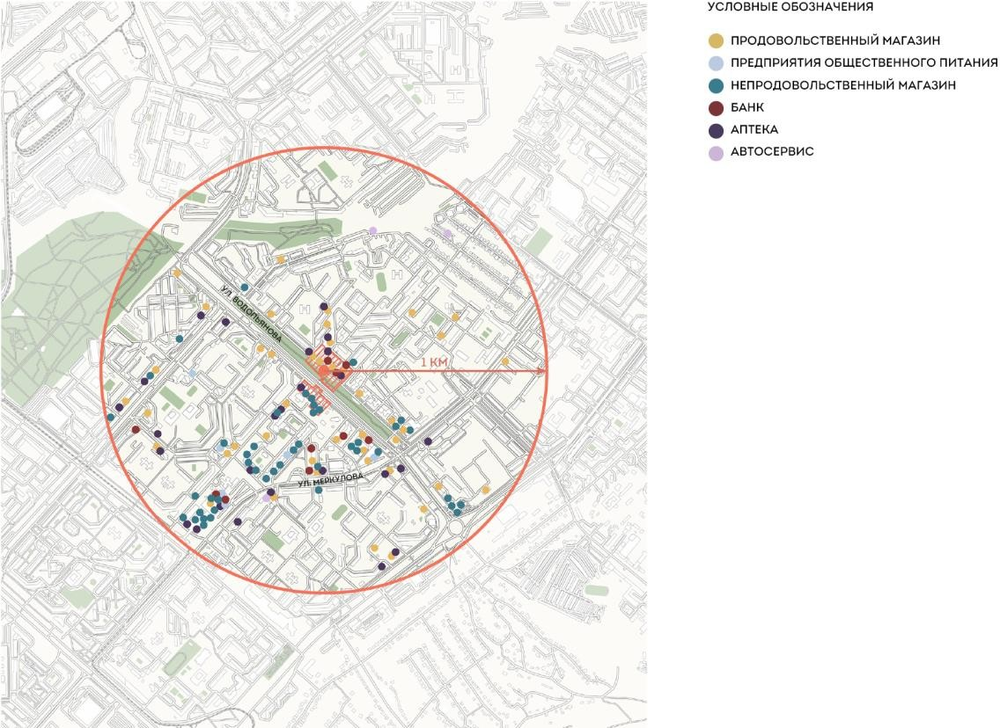 УСЛОВНЫЕ ОБОЗНАЧЕНИЯ
ПРОДОВОЛЬСТВЕННЫЙ МАГАЗИН
ПРЕДПРИЯТИЯ ОБЩЕСТВЕННОГО ПИТАНИЯ
НЕПРОДОВОЛЬСТВЕННЫЙ МАГАЗИН
БАНК
АПТЕКА
АВТОСЕРВИС
УЛ. ВОДОПЬЯНОВА
1 КМ
УЛ. МЕРКУЛОВА